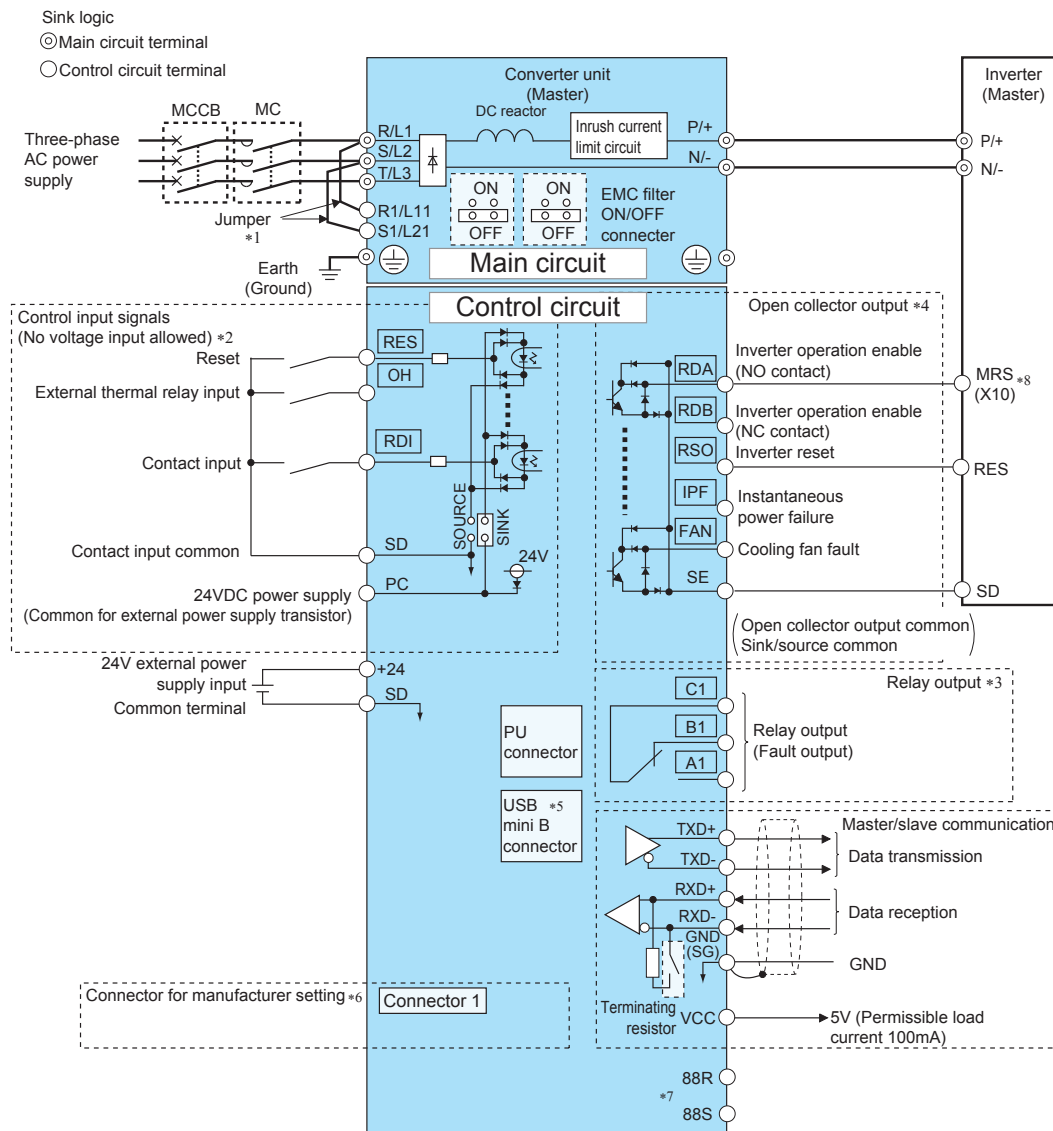 Sink logic
Main circuit terminal
Control circuit terminal
MCCB
MC
Three-phase
AC power
supply
Jumper
*1
Earth
(Ground)
Converter unit
(Master)
DC reactor
Inrush current
limit circuit
R/L1
S/L2
T/L3
R1/L11
S1/L21
P/+
N/-
ON
OFF
ON
OFF
EMC filter
ON/OFF
connecter
Main circuit
Inverter
(Master)
P/+
N/-
Control circuit
Control input signals
(No voltage input allowed) *2
Reset
External thermal relay input
Contact input
Contact input common
24VDC power supply
(Common for external power supply transistor)
RES
OH
RDI
SD
PC
SOURCE
SINK
24V
24V external power
supply input
Common terminal
+24
SD
Open collector output *4
RDA
Inverter operation enable
(NO contact)
RDB
Inverter operation enable
(NC contact)
RSO
Inverter reset
IPF
Instantaneous
power failure
FAN
Cooling fan fault
SE
(Open collector output common
Sink/source common)
MRS *8
(X10)
RES
SD
Relay output *3
C1
B1
A1
Relay output
(Fault output)
PU
connector
USB *5
mini B
connector
Master/slave communication
TXD+
TXD-
Data transmission
RXD+
RXD-
Data reception
GND
(SG)
GND
Terminating
resistor
VCC
5V (Permissible load
current 100mA)
Connector for manufacturer setting *6
Connector 1
88R
*7
88S